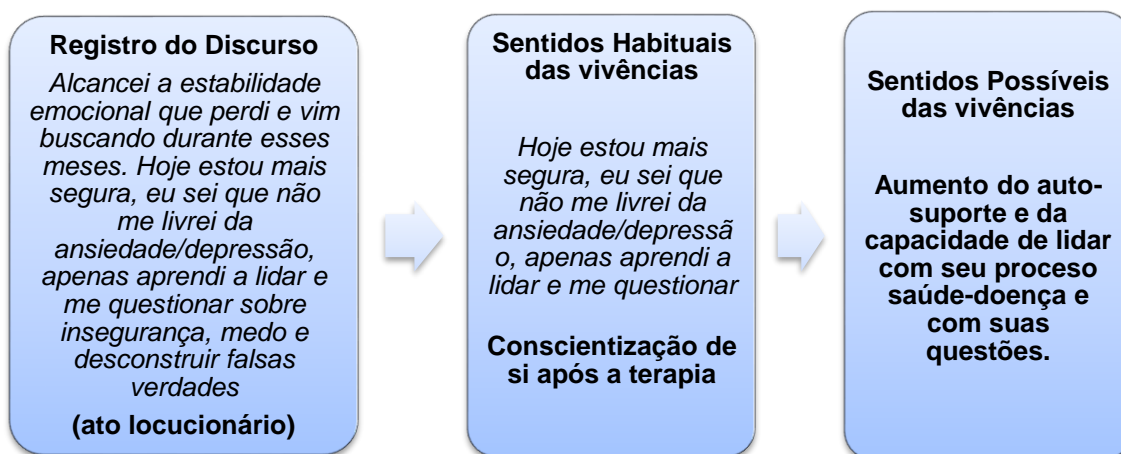 Registro do Discurso
Alcancei a estabilidade
emocional que perdi e vim
buscando durante esses
meses. Hoje estou mais
segura, eu sei que não
me livrei da
ansiedade/depressão,
apenas aprendi a lidar e
me questionar sobre
insegurança, medo e
desconstruir falsas
verdades
(ato locucionário)
Sentidos Habituais
das vivências
Hoje estou mais
segura, eu sei que
não me livrei da
ansiedade/depressã
o, apenas aprendi a
lidar e me questionar
Conscientização de
si após a terapia
Sentidos Possíveis
das vivências
Aumento do auto-
suporte e da
capacidade de lidar
com seu proceso
saúde-doença e
com suas
questões.